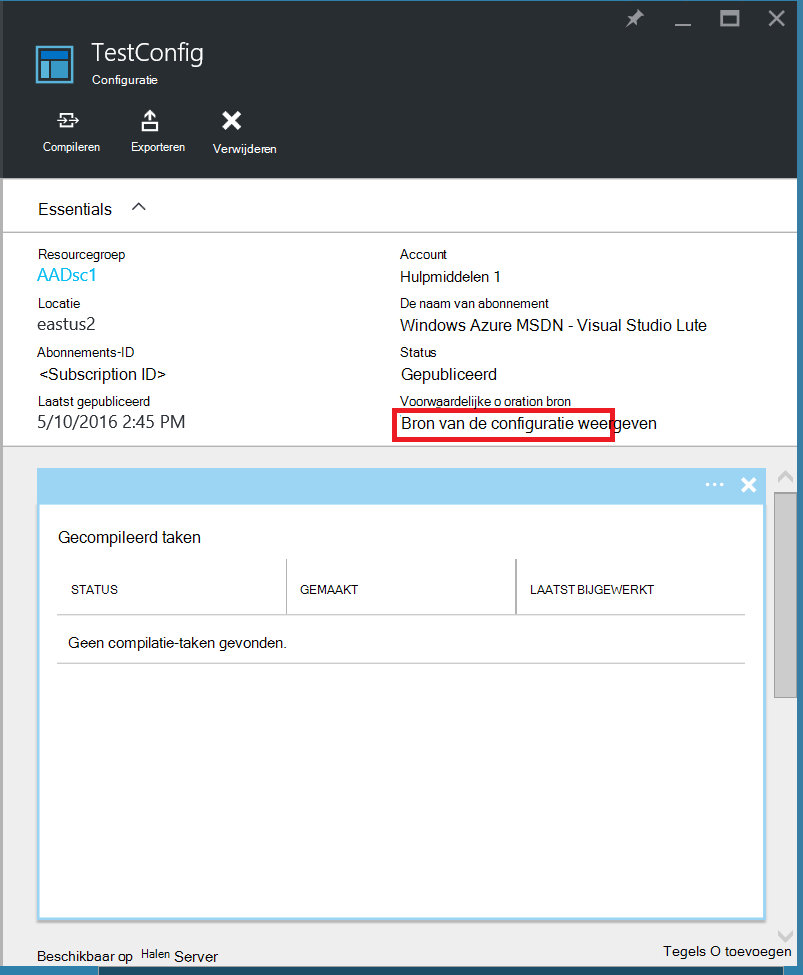 TestConfig
Configuratie
Compileren Exporteren Verwijderen
Essentials
Resourcegroep Account
AADsc1 Hulpmiddelen 1
Locatie De naam van abonnement
eastus2 Windows Azure MSDN - Visual Studio Lute
Abonnements-ID Status
<Subscription ID> Gepubliceerd
Laatst gepubliceerd Voorwaardelijke o oration bron
5/10/2016 2:45 PM Bron van de configuratie weergeven
Gecompileerd taken
STATUS GEMAAKT LAATST BIJGEWERKT
Geen compilatie-taken gevonden.
Tegels O toevoegen
Beschikbaar op Halen Server